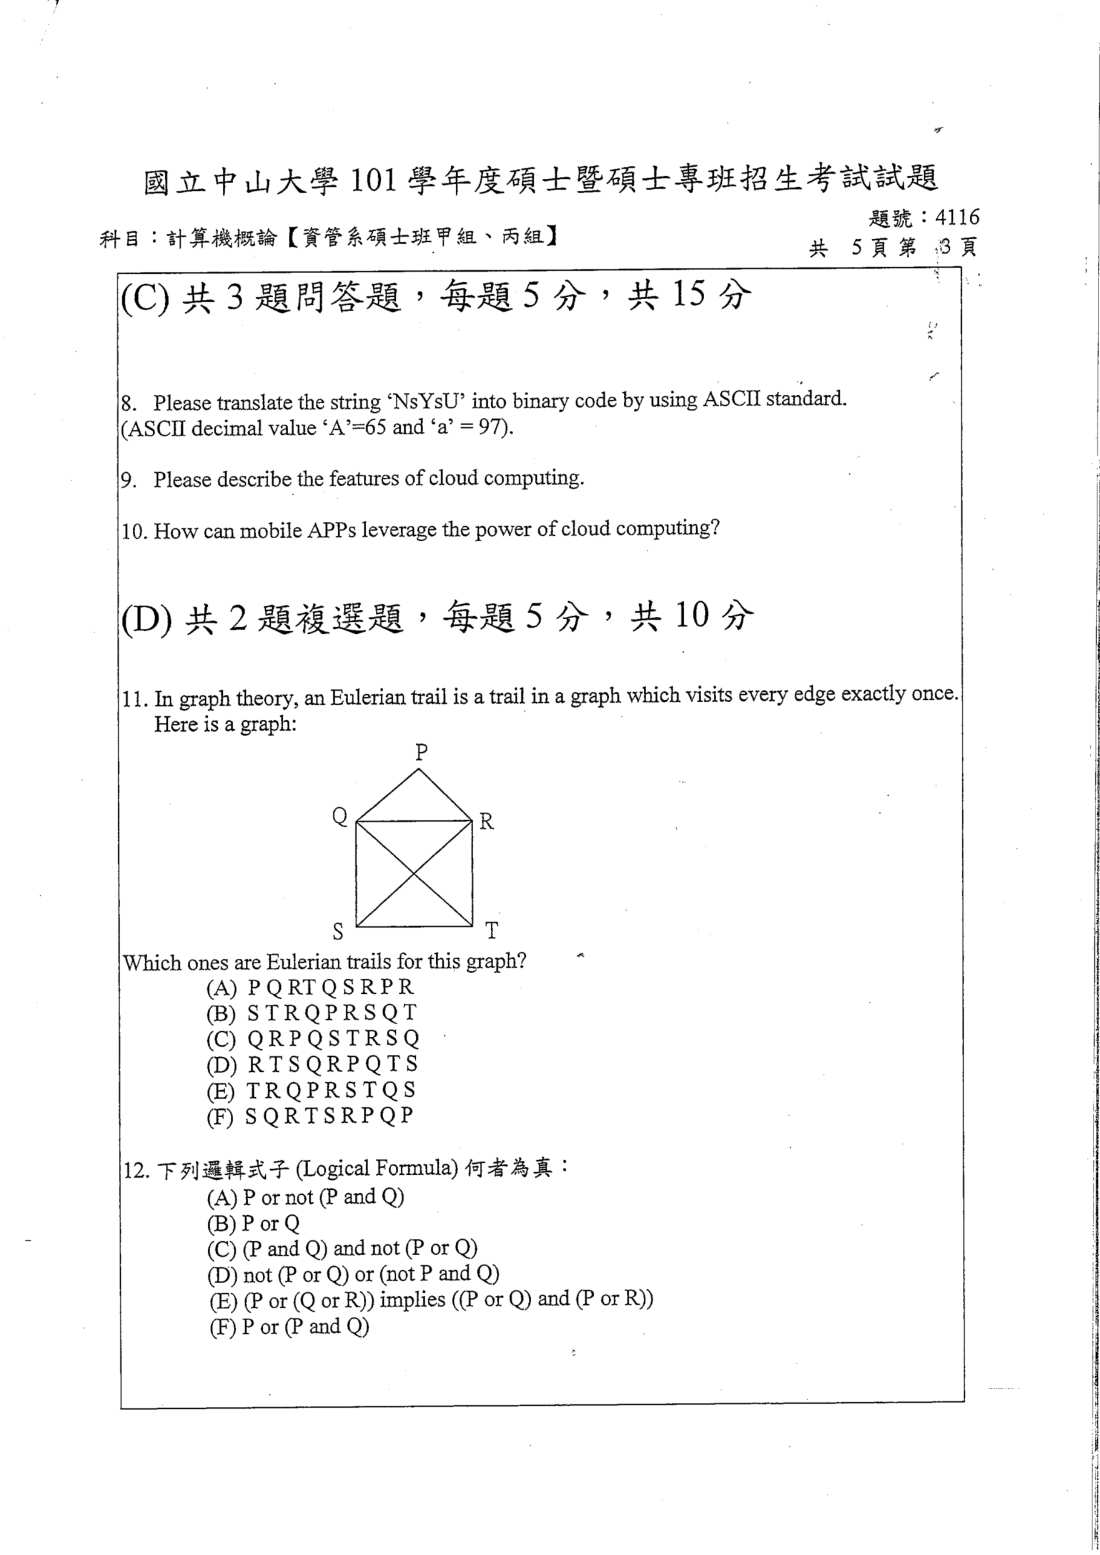 國立中山大學 101 學年度碩士暨碩士專班招生考試試題
題號：4116
科目：計算機概論【資管系碩士班甲組、丙組】
共 5 頁 第 3 頁
(C) 共 3 題問答題，每題 5 分，共 15 分
8. Please translate the string ‘NsYsU’ into binary code by using ASCII standard.
(ASCII decimal value ‘A’=65 and ‘a’ = 97).
9. Please describe the features of cloud computing.
10. How can mobile APPs leverage the power of cloud computing?
(D) 共 2 題複選題，每題 5 分，共 10 分
11. In graph theory, an Eulerian trail is a trail in a graph which visits every edge exactly once.
Here is a graph:
P
Q
R
S
T
Which ones are Eulerian trails for this graph?
(A) P Q RT Q S R P R
(B) S T R Q P R S Q T
(C) Q R P Q S T R S Q
(D) R T S Q R P Q T S
(E) T R Q P R S T Q S
(F) S Q R T S R P Q P
12. 下列邏輯式子 (Logical Formula) 何者為真：
(A) P or not (P and Q)
(B) P or Q
(C) (P and Q) and not (P or Q)
(D) not (P or Q) or (not P and Q)
(E) (P or (Q or R)) implies ((P or Q) and (P or R))
(F) P or (P and Q)